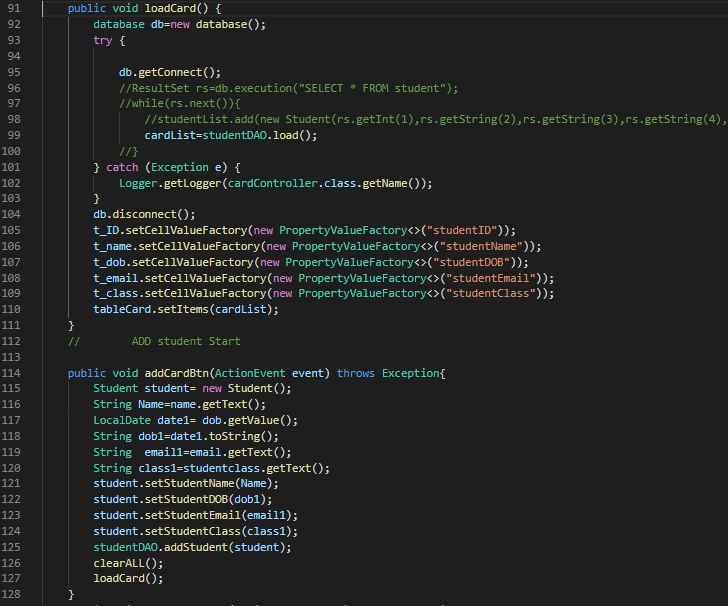 91 public void loadCard() {
92 database db=new database();
93 try {
94
95 db.getConnect();
96 //ResultSet rs=db.execution("SELECT * FROM student");
97 //while(rs.next()){
98 //studentList.add(new Student(rs.getInt(1),rs.getString(2),rs.getString(3),rs.getString(4),
99 cardList=studentDAO.load();
100 //}
101 } catch (Exception e) {
102 Logger.getLogger(cardController.class.getName());
103 }
104 db.disconnect();
105 t_ID.setCellValueFactory(new PropertyValueFactory<>("studentID"));
106 t_name.setCellValueFactory(new PropertyValueFactory<>("studentName"));
107 t_dob.setCellValueFactory(new PropertyValueFactory<>("studentDOB"));
108 t_email.setCellValueFactory(new PropertyValueFactory<>("studentEmail"));
109 t_class.setCellValueFactory(new PropertyValueFactory<>("studentClass"));
110 tableCard.setItems(cardList);
111 }
112 // ADD student Start
113
114 public void addCardBtn(ActionEvent event) throws Exception{
115 Student student= new Student();
116 String Name=name.getText();
117 LocalDate date1= dob.getValue();
118 String dob1=date1.toString();
119 String  email1=email.getText();
120 String class1=studentclass.getText();
121 student.setStudentName(Name);
122 student.setStudentDOB(dob1);
123 student.setStudentEmail(email1);
124 student.setStudentClass(class1);
125 studentDAO.addStudent(student);
126 clearALL();
127 loadCard();
128 }